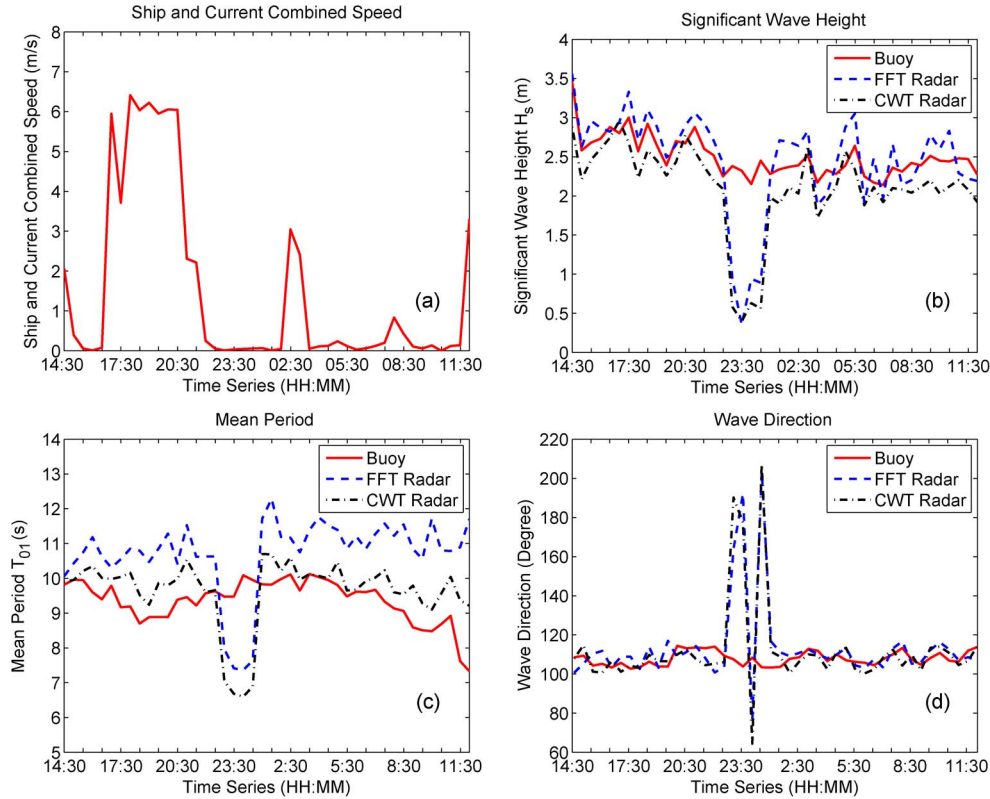 Ship and Current Combined Speed
Ship and Current Combined Speed (m/s)
8
7
6
5
4
3
2
1
0
(a)
14:30 17:30 20:30 23:30 02:30 05:30 08:30 11:30
Time Series (HH:MM)
Significant Wave Height
Significant Wave Height Hs (m)
4
3.5
3
2.5
2
1.5
1
0.5
0
Buoy
FFT Radar
CWT Radar
(b)
14:30 17:30 20:30 23:30 02:30 05:30 08:30 11:30
Time Series (HH:MM)
Mean Period
Mean Period T01 (s)
14
13
12
11
10
9
8
7
6
5
Buoy
FFT Radar
CWT Radar
(c)
14:30 17:30 20:30 23:30 2:30 5:30 8:30 11:30
Time Series (HH:MM)
Wave Direction
Wave Direction (Degree)
220
200
180
160
140
120
100
80
60
Buoy
FFT Radar
CWT Radar
(d)
14:30 17:30 20:30 23:30 2:30 5:30 8:30 11:30
Time Series (HH:MM)